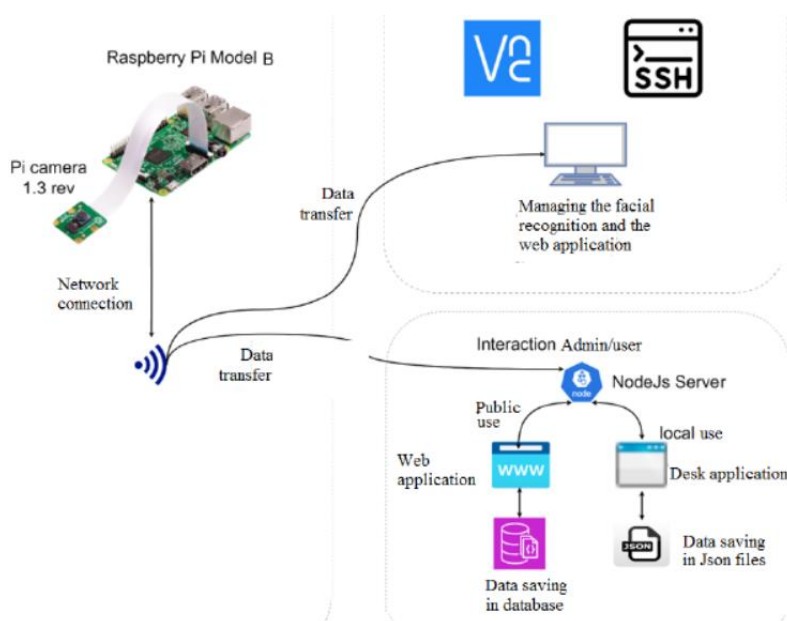 Raspberry Pi Model B
Pi camera
1.3 rev
Network
connection
Data
transfer
Data
transfer
VNC
>_
SSH
Managing the facial
recognition and the
web application
Interaction Admin/user
node
NodeJs Server
Public
use
local use
Web
application
www
Desk application
JSON
Data saving
in database
Data saving
in Json files